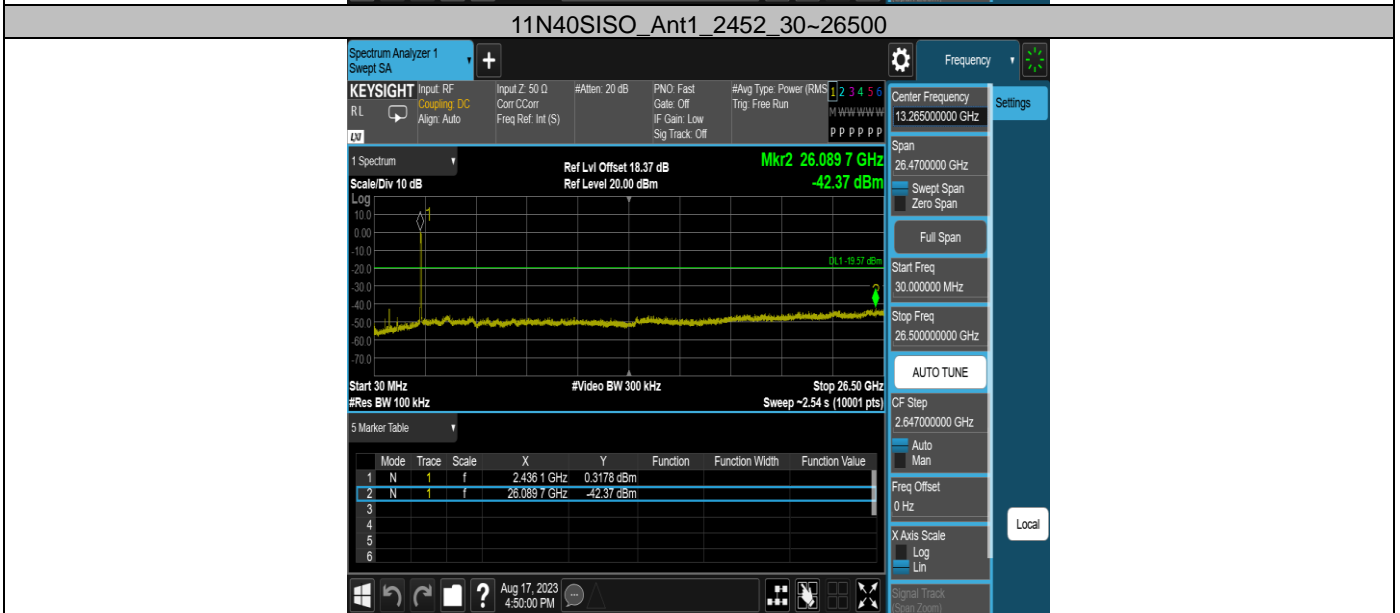 11N40SISO_Ant1_2452_30~26500
Spectrum Analyzer 1
Swept SA
+
Frequency
KEYSIGHT
RL
LXI
Input: RF
Coupling: DC
Align: Auto
Input Z: 50 Ω
Corr CCorr
Freq Ref: Int (S)
#Atten: 20 dB
PNO: Fast
Gate: Off
IF Gain: Low
Sig Track: Off
#Avg Type: Power (RMS
Trig: Free Run
1 2 3 4 5 6
M W W W W W
P P P P P P
1 Spectrum
Scale/Div 10 dB
Ref Lvl Offset 18.37 dB
Ref Level 20.00 dBm
Mkr2 26.089 7 GHz
-42.37 dBm
Log
10.0
0.00
-10.0
-20.0
-30.0
-40.0
-50.0
-60.0
-70.0
1
DL1 -19.57 dBm
2
Start 30 MHz
#Res BW 100 kHz
#Video BW 300 kHz
Stop 26.50 GHz
Sweep ~2.54 s (10001 pts)
5 Marker Table
Mode Trace Scale X Y Function Function Width Function Value
1 N 1 f 2.436 1 GHz 0.3178 dBm
2 N 1 f 26.089 7 GHz -42.37 dBm
3
4
5
6
Aug 17, 2023
4:50:00 PM
Center Frequency
13.265000000 GHz
Span
26.4700000 GHz
Swept Span
Zero Span
Full Span
Start Freq
30.000000 MHz
Stop Freq
26.500000000 GHz
AUTO TUNE
CF Step
2.647000000 GHz
Auto
Man
Freq Offset
0 Hz
X Axis Scale
Log
Lin
Signal Track
(Span Zoom)
Settings
Local